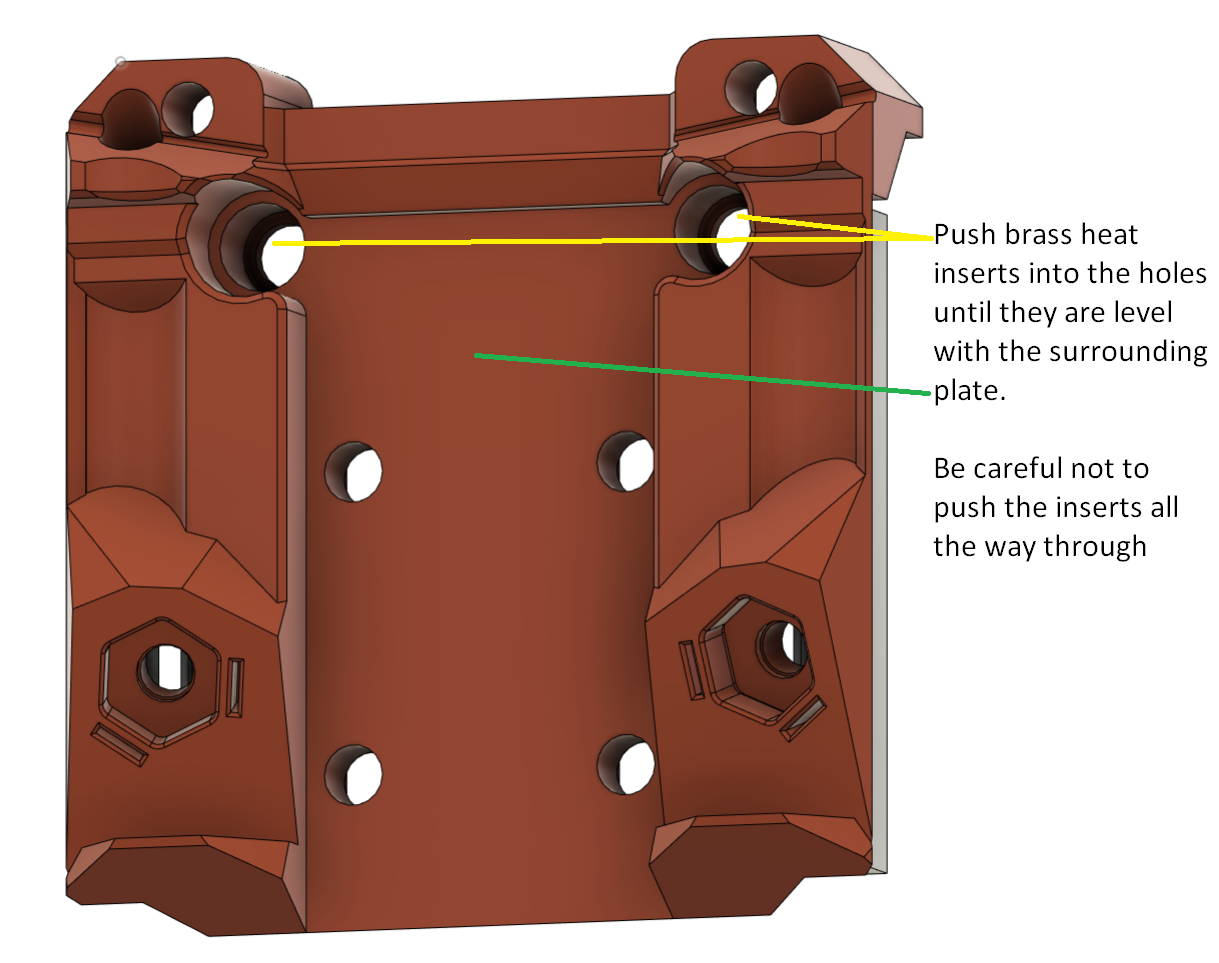 Push brass heat
inserts into the holes
until they are level
with the surrounding
plate.
Be careful not to
push the inserts all
the way through